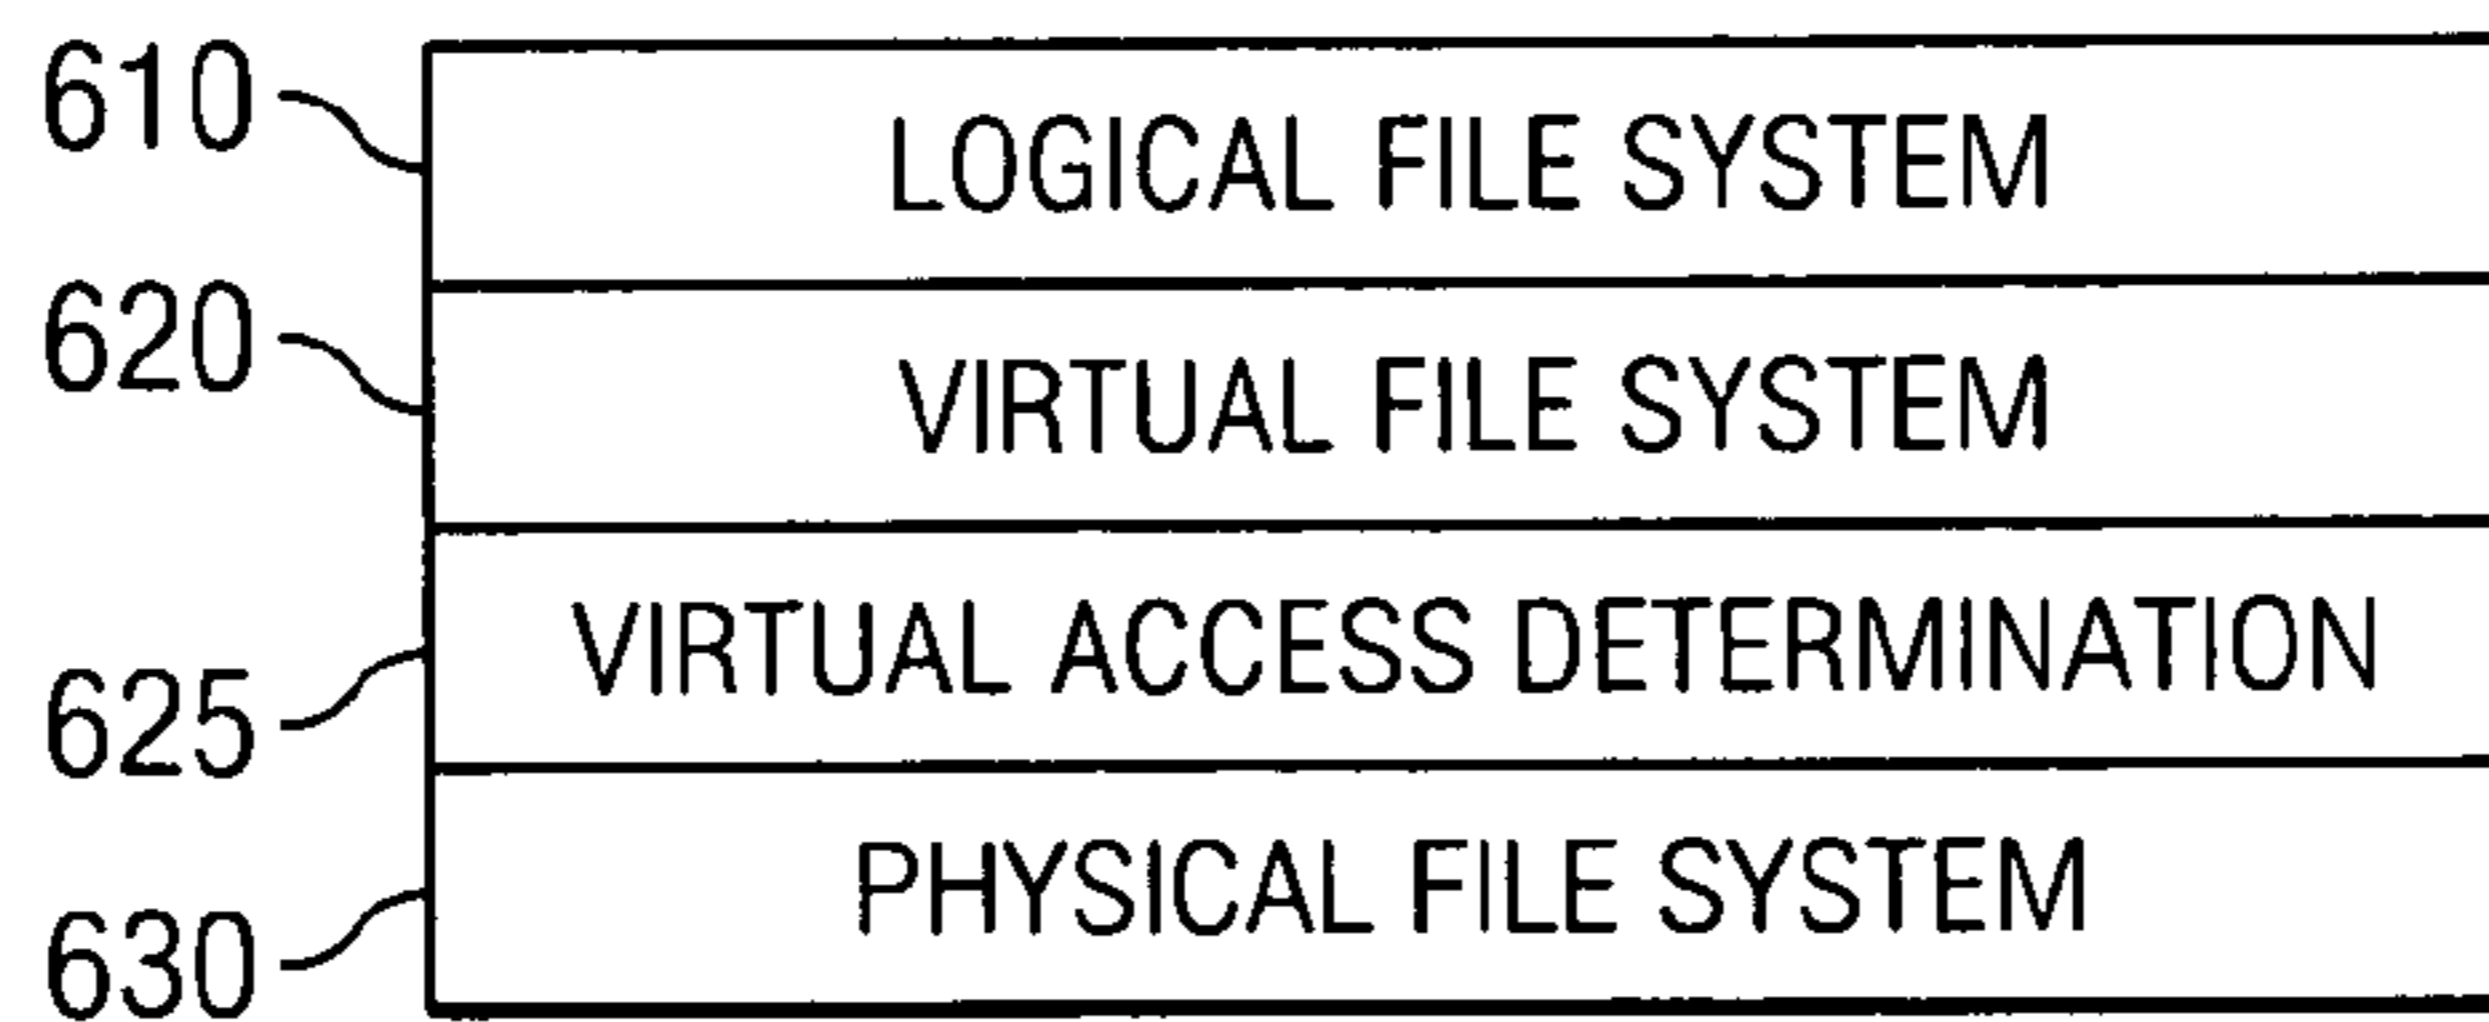 610 LOGICAL FILE SYSTEM
620 VIRTUAL FILE SYSTEM
625 VIRTUAL ACCESS DETERMINATION
630 PHYSICAL FILE SYSTEM